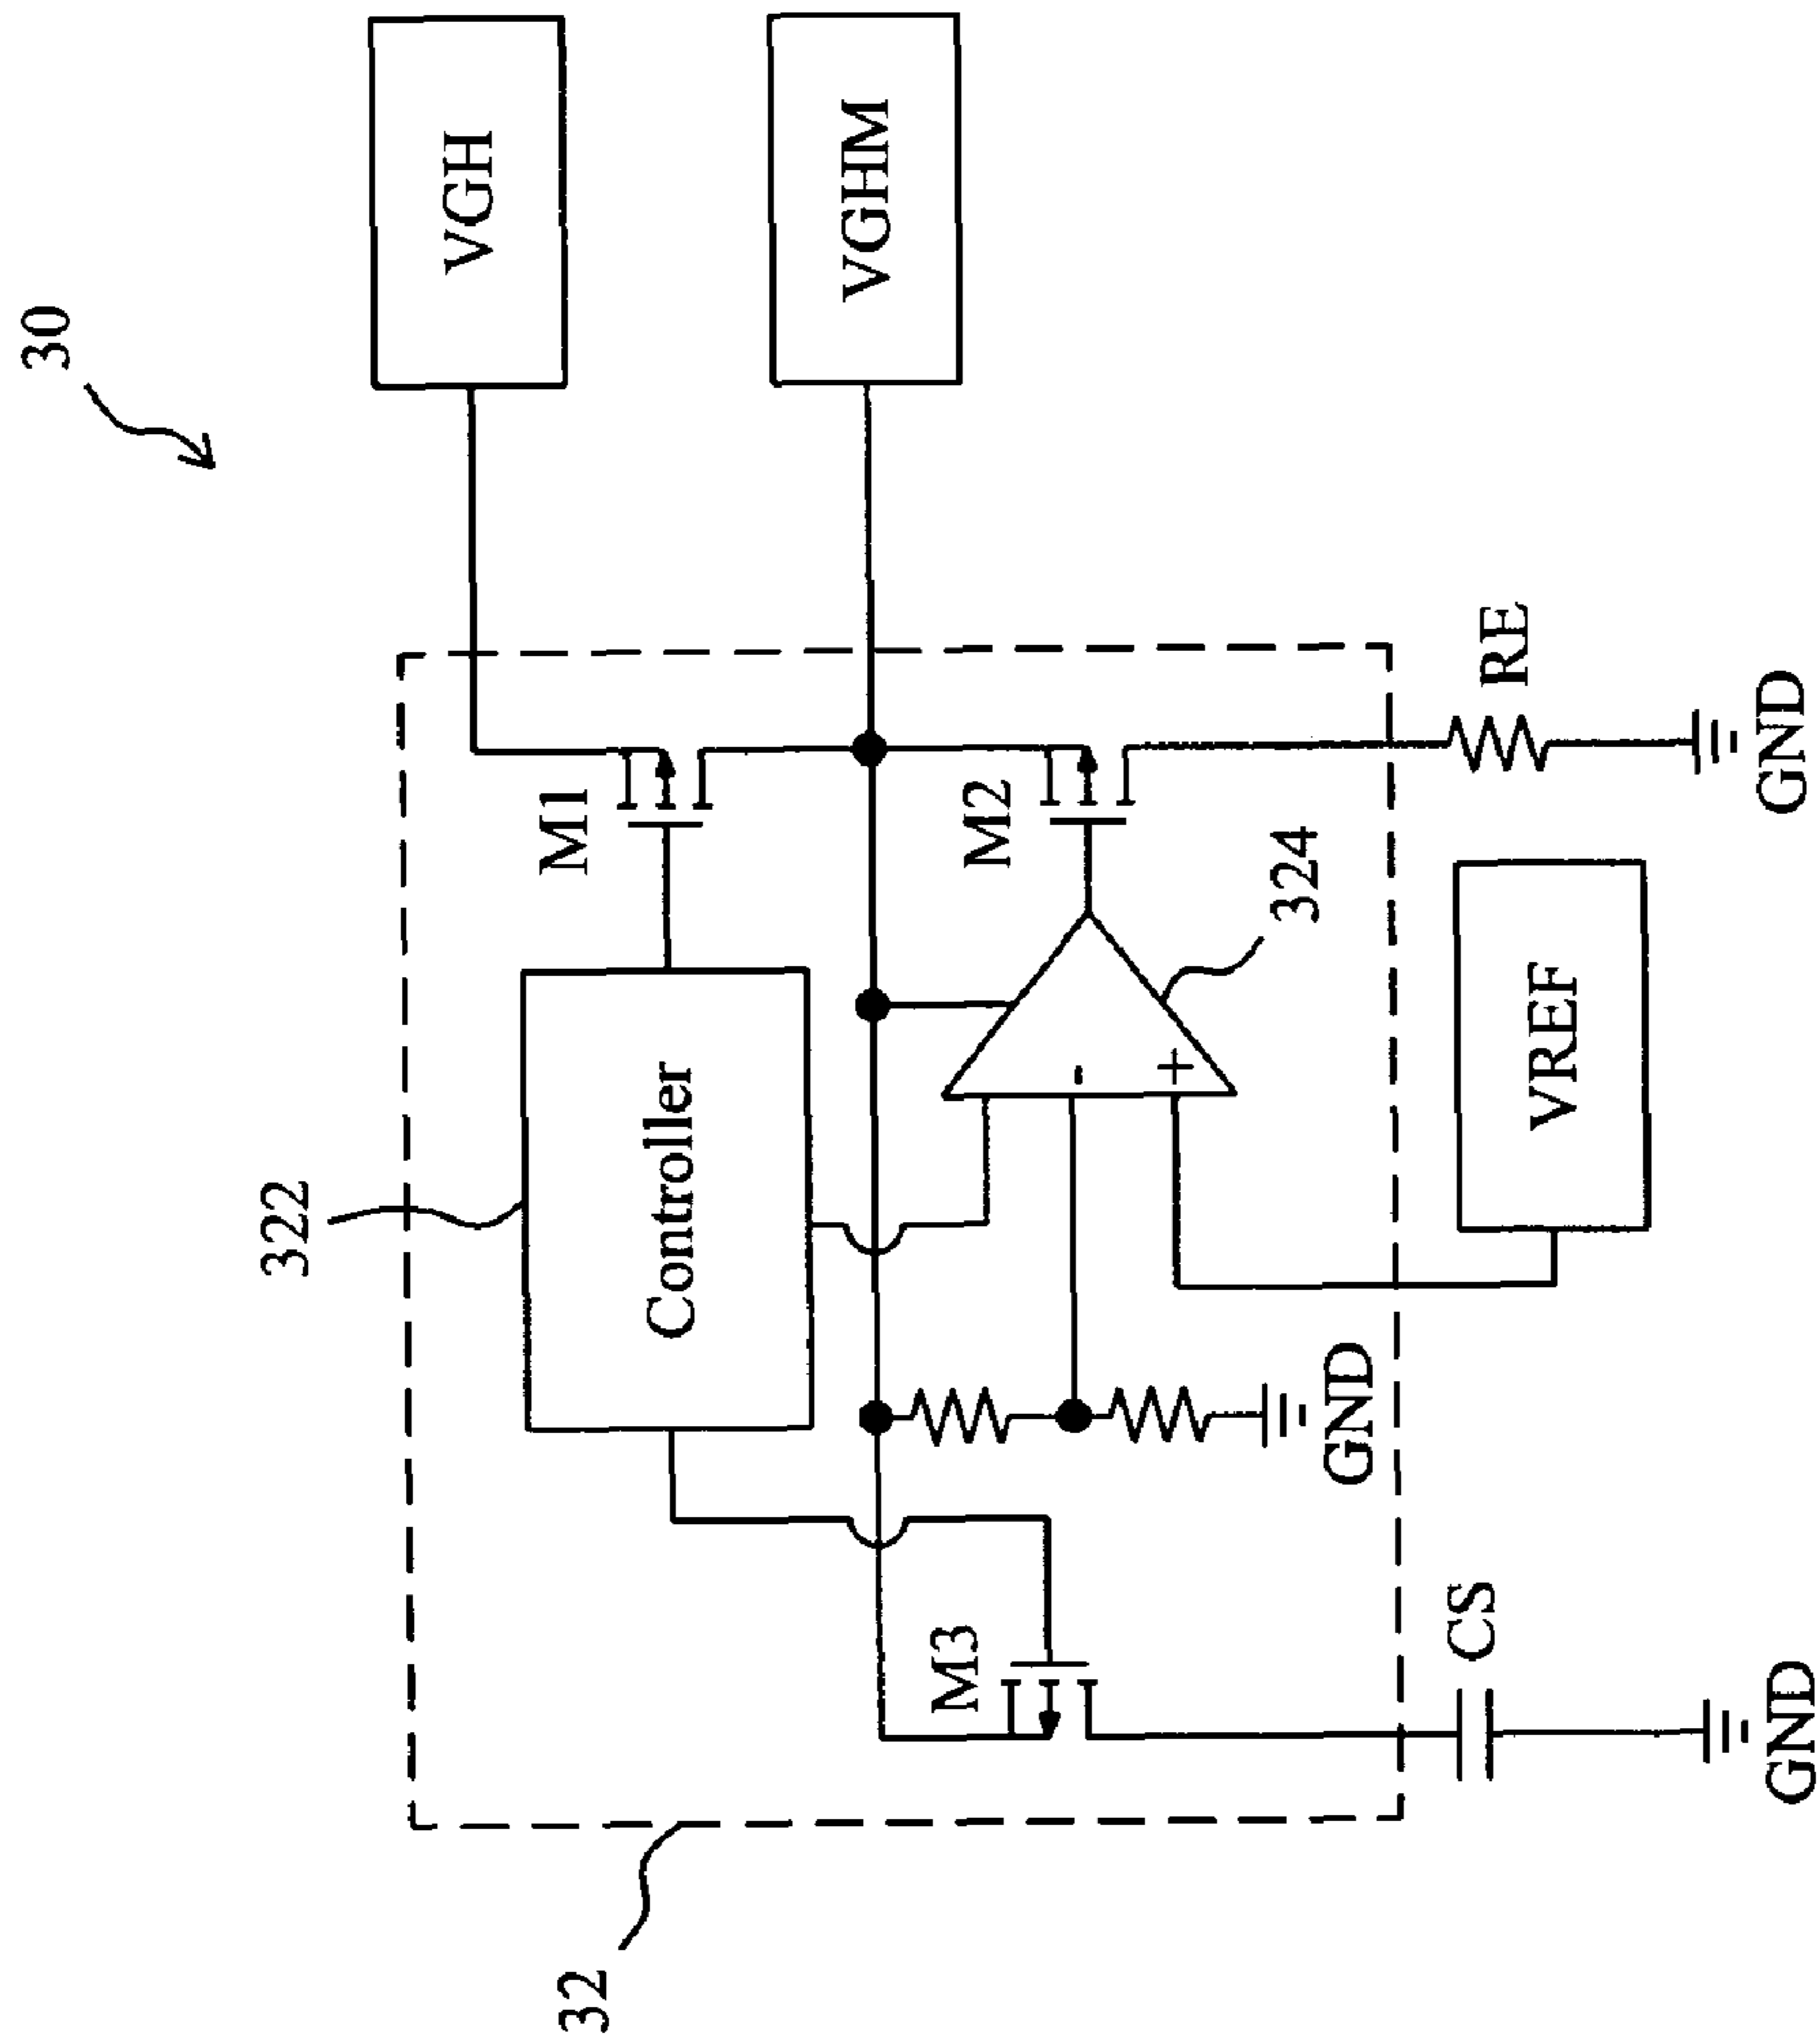 30
VGH
VGHM
M1
322
Controller
M2
324
-
+
RE
GND
VREF
GND
M3
CS
GND
32